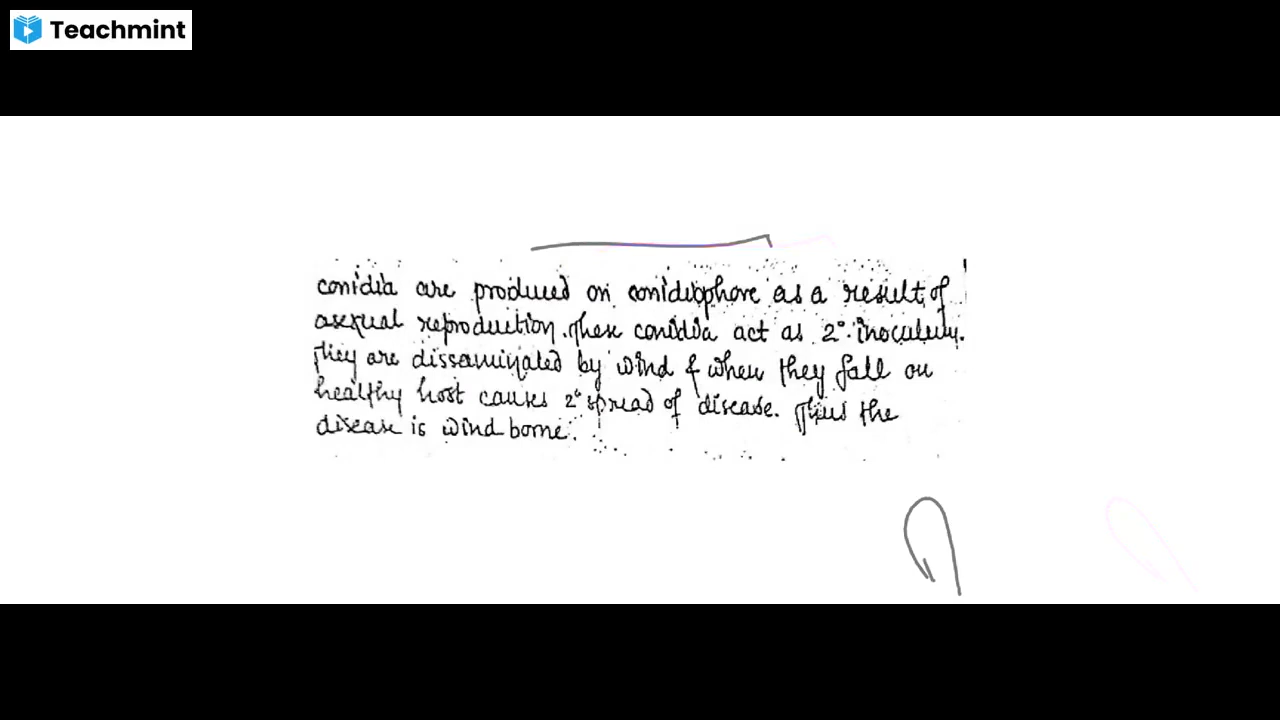 Teachmint
conidia are produced on conidiophore as a result of
asexual reproduction. These conidia act as 2° inoculum.
They are dissaminated by wind & when they fall on
healthy host causes 2° spread of disease. Thus the
disease is wind borne.